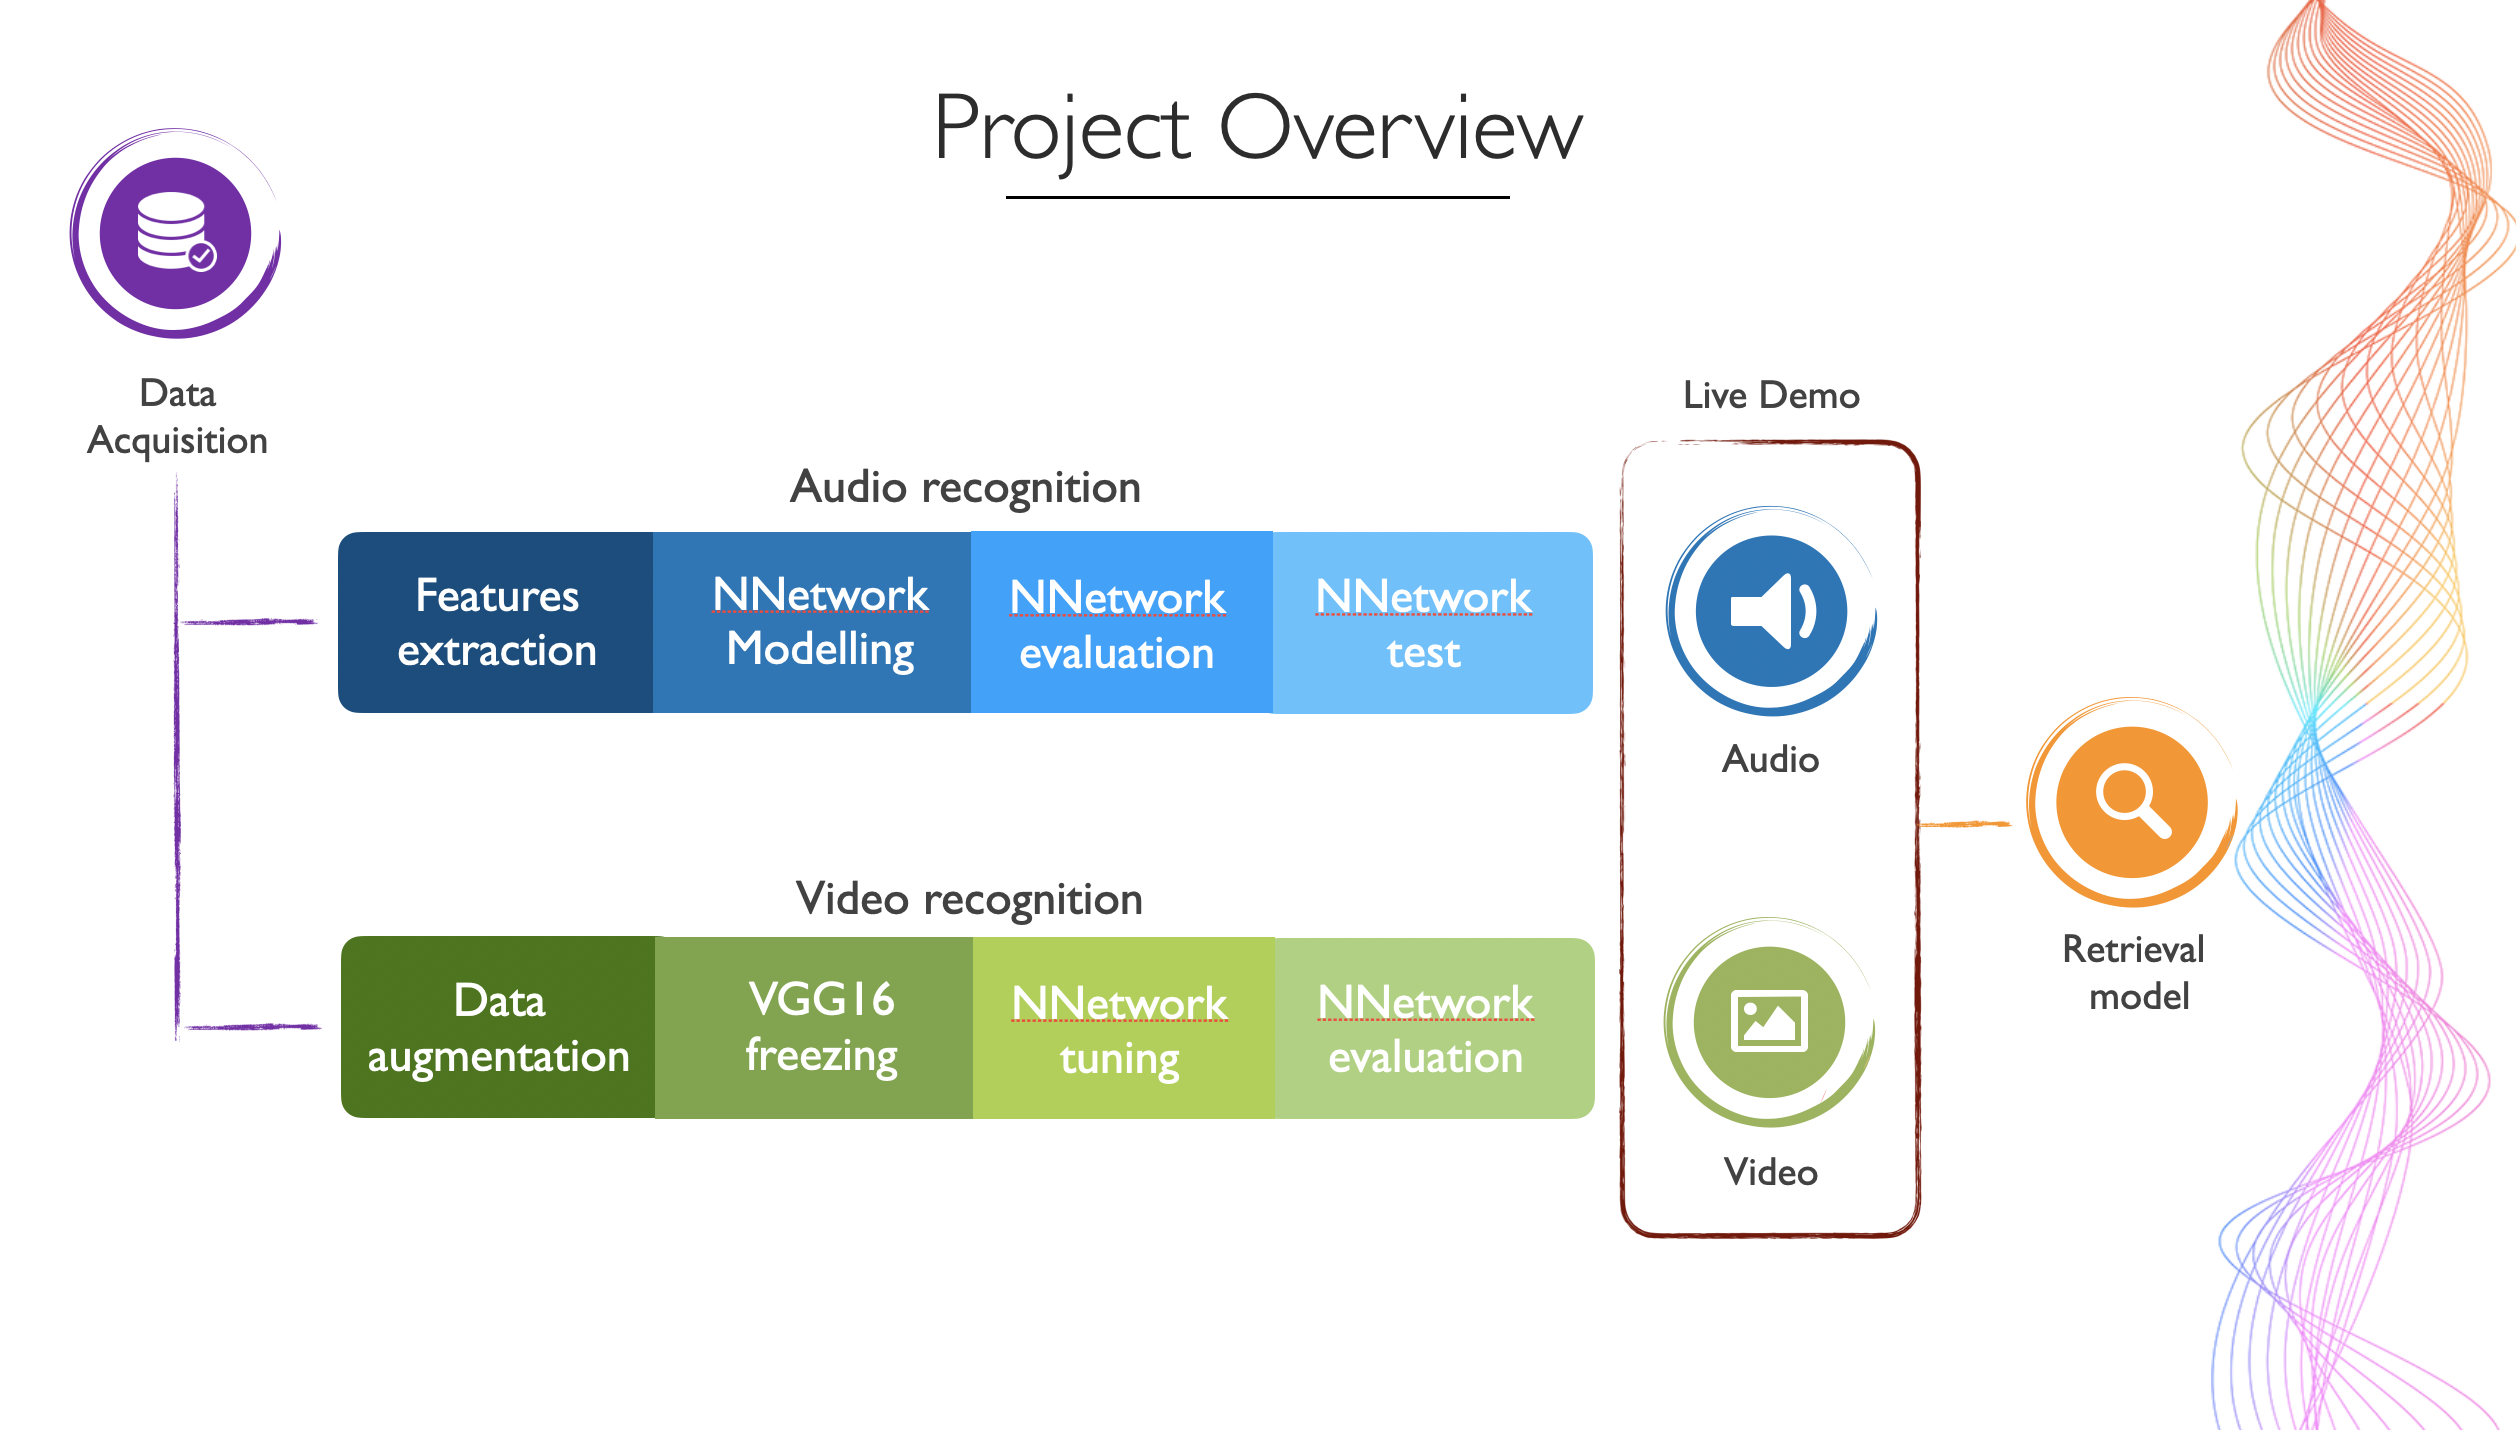 Project Overview
Data
Acquisition
Audio recognition
Features
extraction
NNetwork
Modelling
NNetwork
evaluation
NNetwork
test
Video recognition
Data
augmentation
VGG16
freezing
NNetwork
tuning
NNetwork
evaluation
Live Demo
Audio
Video
Retrieval
model